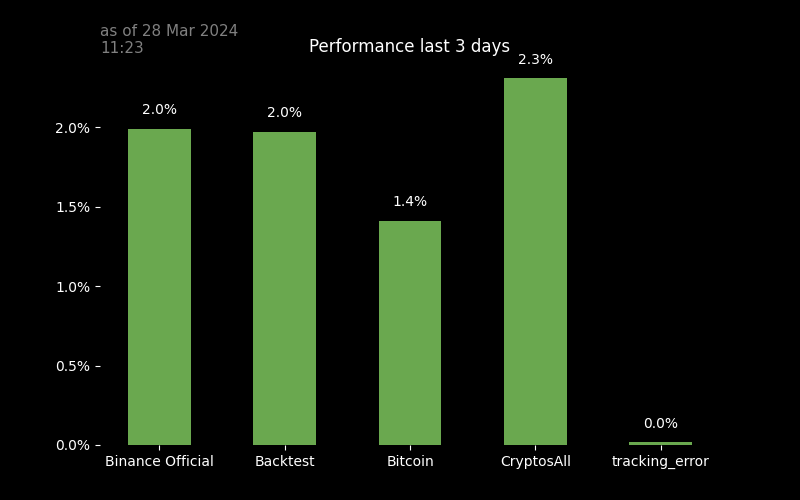 as of 28 Mar 2024
11:23
Performance last 3 days
2.3%
2.0%
2.0%
1.4%
0.0%
2.0%
1.5%
1.0%
0.5%
0.0%
Binance Official
Backtest
Bitcoin
CryptosAll
tracking_error